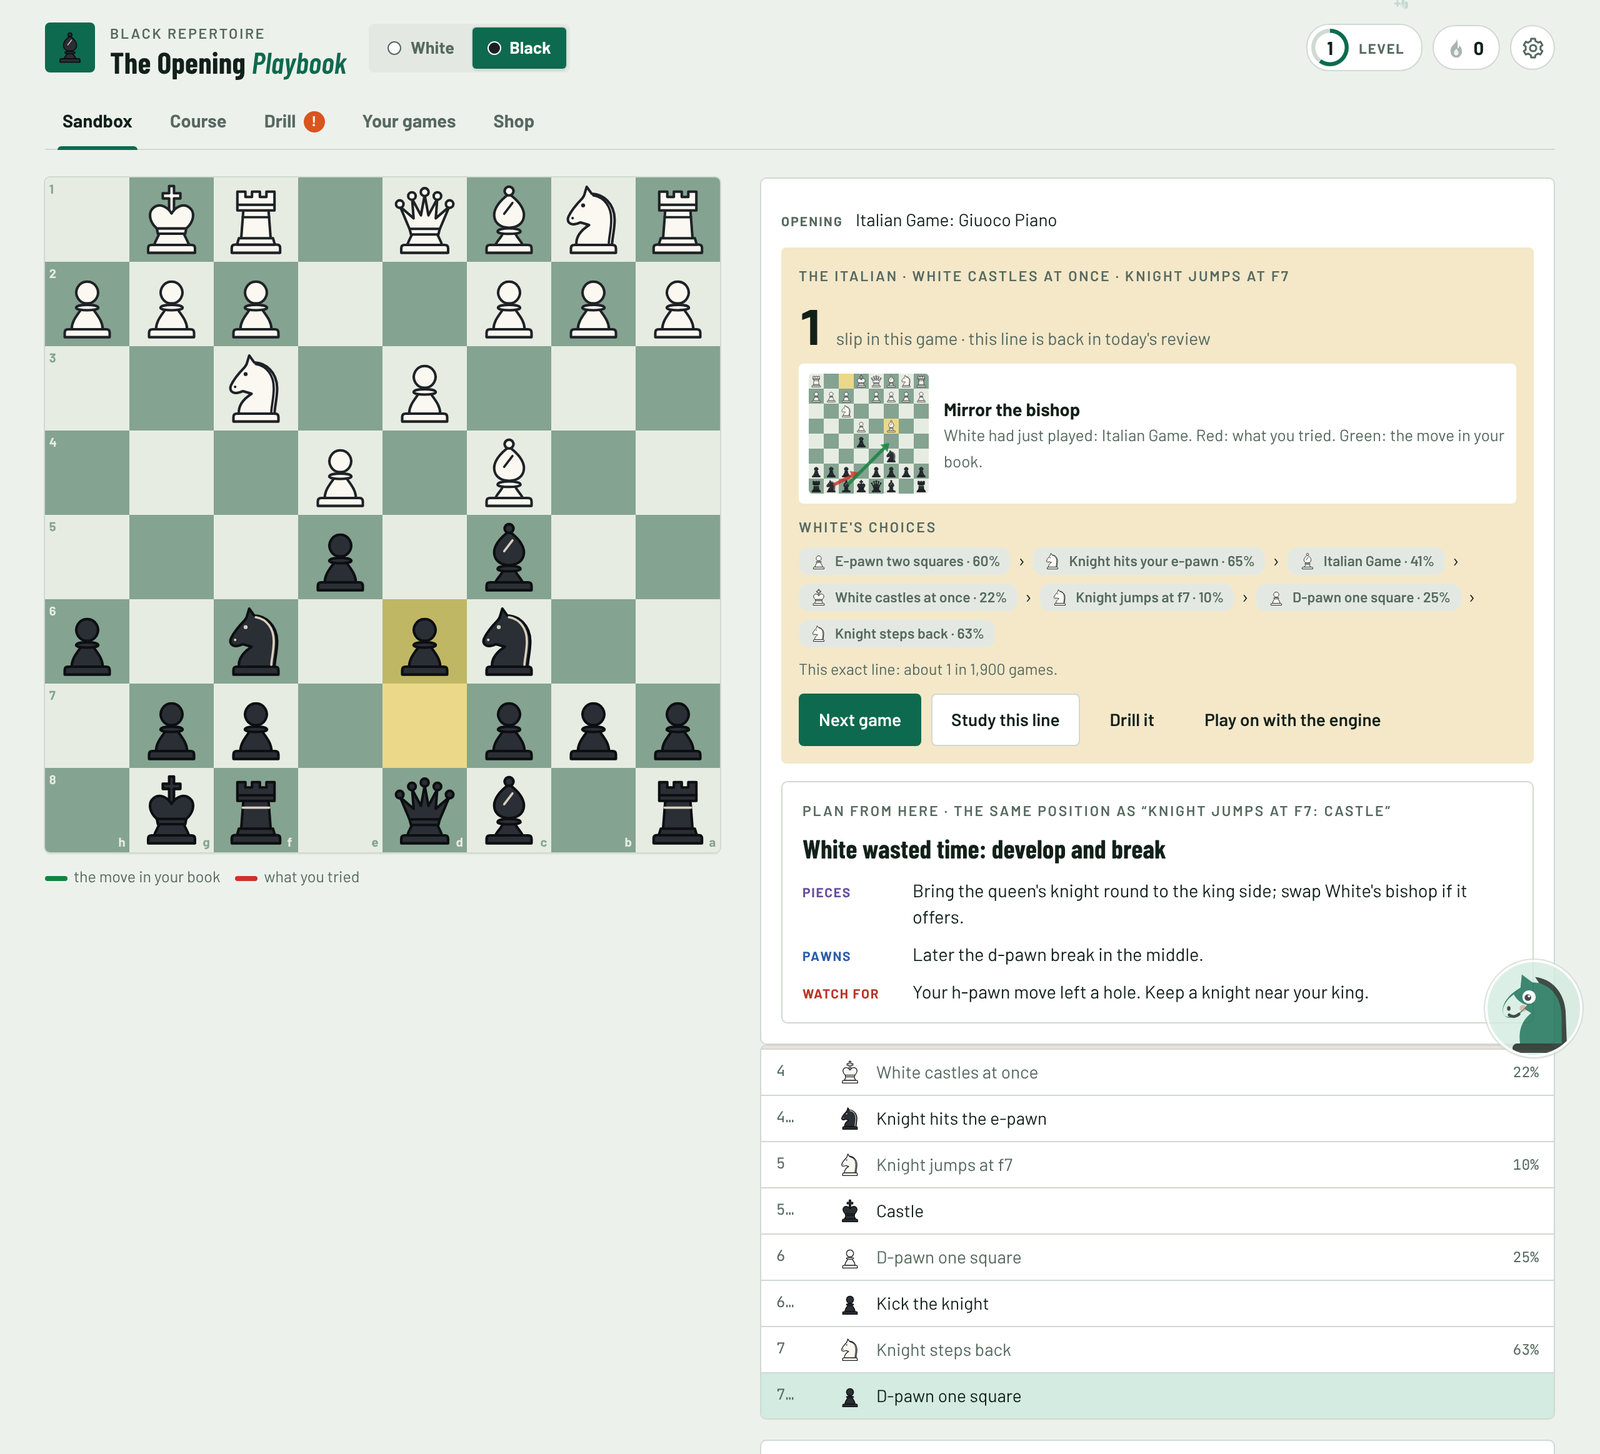 BLACK REPERTOIRE
The Opening Playbook
White
Black
1
LEVEL
0
Sandbox
Course
Drill !
Your games
Shop
1
2
3
4
5
6
7
8
h
g
f
e
d
c
b
a
the move in your book
what you tried
OPENING Italian Game: Giuoco Piano
THE ITALIAN · WHITE CASTLES AT ONCE · KNIGHT JUMPS AT F7
1 slip in this game · this line is back in today's review
Mirror the bishop
White had just played: Italian Game. Red: what you tried. Green: the move in your
book.
WHITE'S CHOICES
E-pawn two squares · 60% › Knight hits your e-pawn · 65% › Italian Game · 41% ›
White castles at once · 22% › Knight jumps at f7 · 10% › D-pawn one square · 25% ›
Knight steps back · 63%
This exact line: about 1 in 1,900 games.
Next game
Study this line
Drill it
Play on with the engine
PLAN FROM HERE · THE SAME POSITION AS “KNIGHT JUMPS AT F7: CASTLE”
White wasted time: develop and break
PIECES Bring the queen's knight round to the king side; swap White's bishop if it
offers.
PAWNS Later the d-pawn break in the middle.
WATCH FOR Your h-pawn move left a hole. Keep a knight near your king.
4 White castles at once 22%
4… Knight hits the e-pawn
5 Knight jumps at f7 10%
5… Castle
6 D-pawn one square 25%
6… Kick the knight
7 Knight steps back 63%
7… D-pawn one square